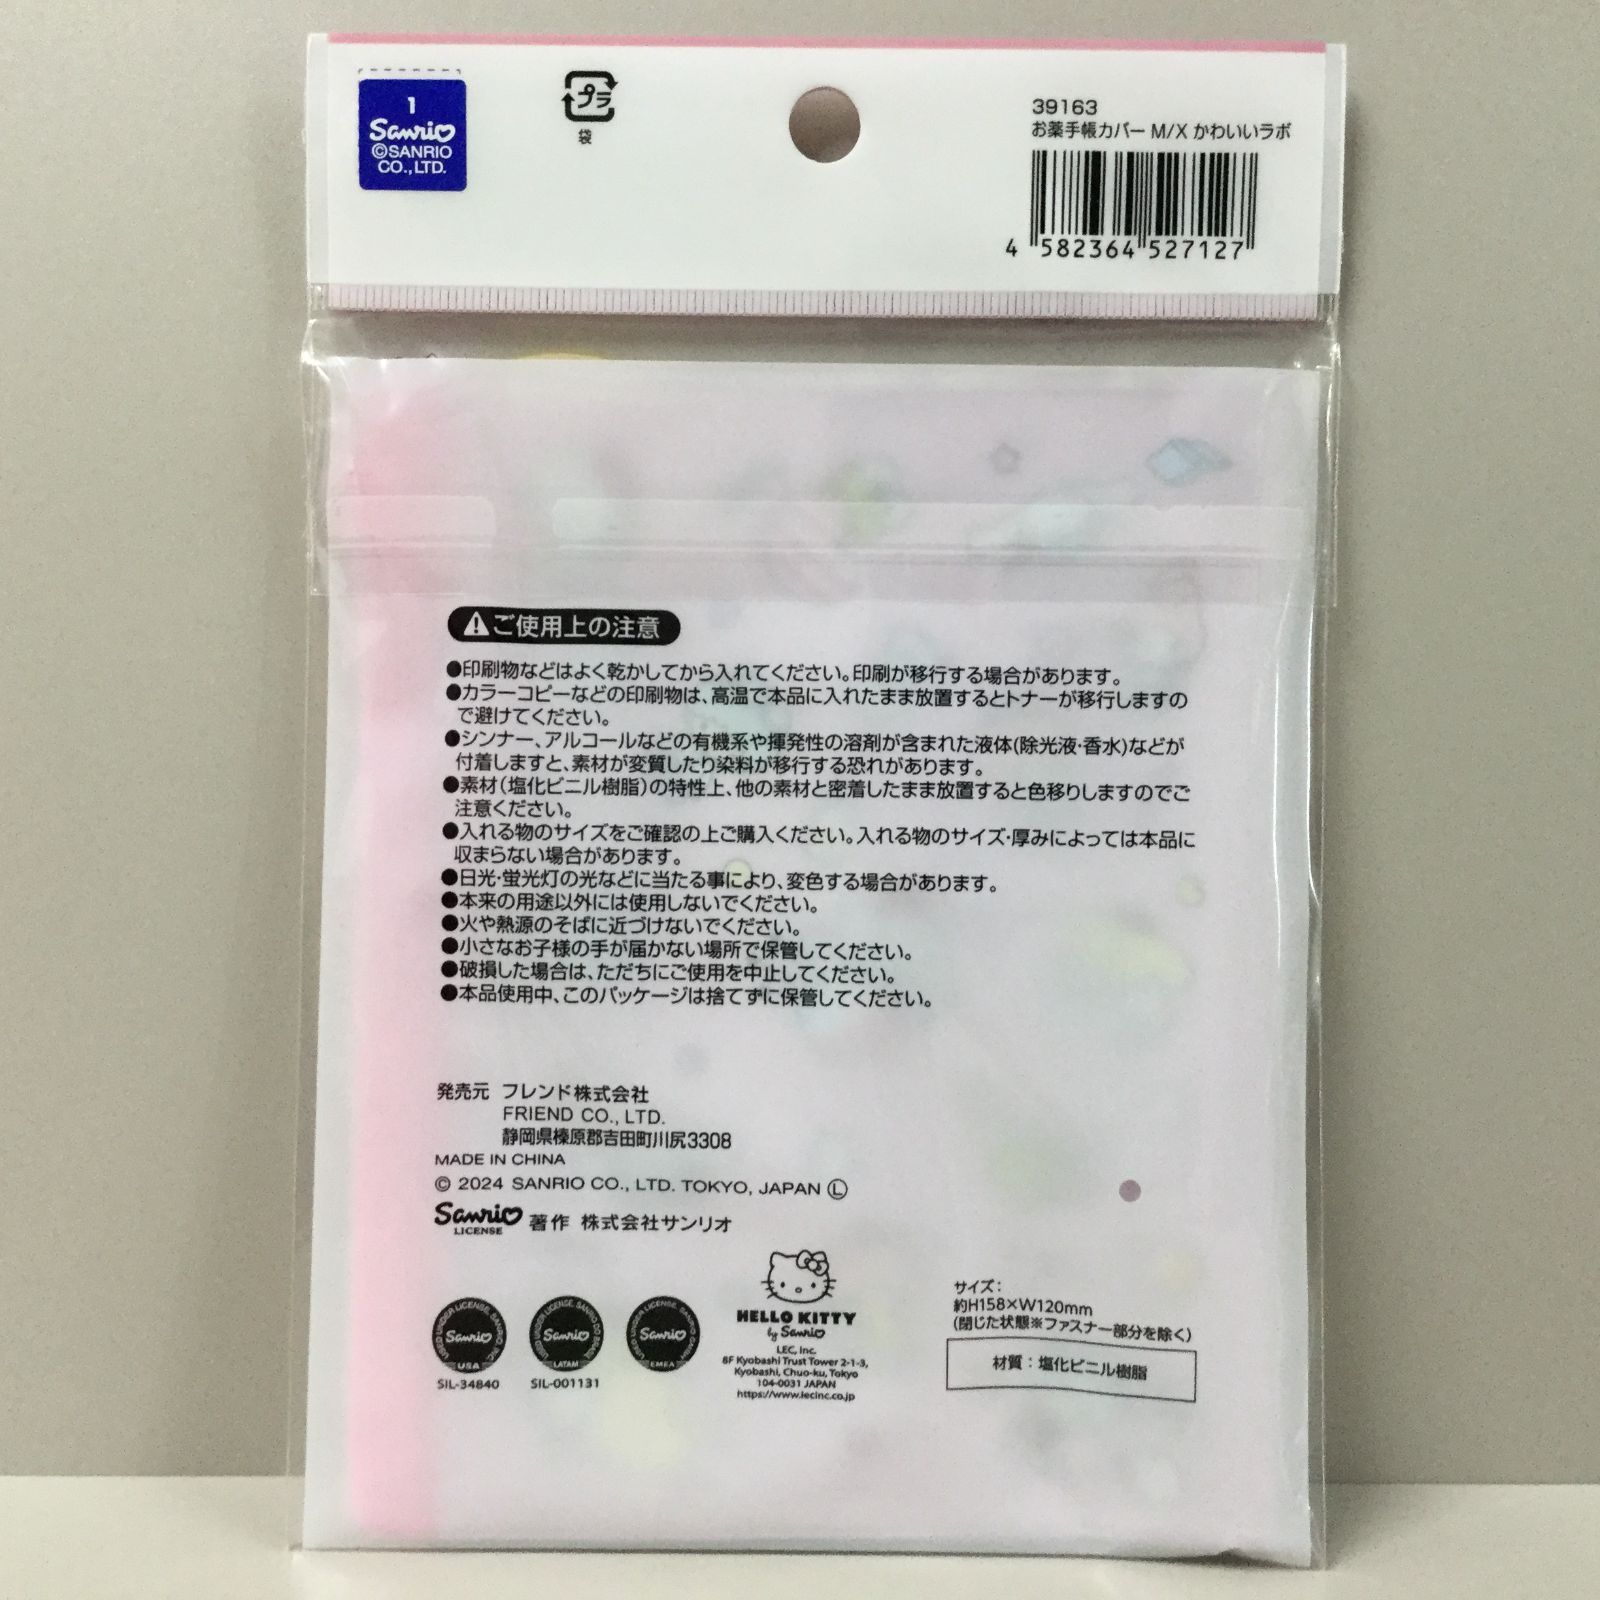 1
Sanrio
©SANRIO
CO.,LTD.
プラ
袋
39163
お薬手帳カバー M/X かわいいラボ
4 582364 527127
ご使用上の注意
●印刷物などはよく乾かしてから入れてください。印刷が移行する場合があります。
●カラーコピーなどの印刷物は、高温で本品に入れたまま放置するとトナーが移行しますの
で避けてください。
●シンナー、アルコールなどの有機系や揮発性の溶剤が含まれた液体(除光液・香水)などが
付着しますと、素材が変質したり染料が移行する恐れがあります。
●素材(塩化ビニル樹脂)の特性上、他の素材と密着したまま放置すると色移りしますのでご
注意ください。
●入れる物のサイズをご確認の上ご購入ください。入れる物のサイズ・厚みによっては本品に
収まらない場合があります。
●日光・蛍光灯の光などに当たる事により、変色する場合があります。
●本来の用途以外には使用しないでください。
●火や熱源のそばに近づけないでください。
●小さなお子様の手が届かない場所で保管してください。
●破損した場合は、ただちにご使用を中止してください。
●本品使用中、このパッケージは捨てずに保管してください。
発売元 フレンド株式会社
FRIEND CO., LTD.
静岡県榛原郡吉田町川尻3308
MADE IN CHINA
© 2024 SANRIO CO., LTD. TOKYO, JAPAN Ⓛ
Sanrio
LICENSE
著作 株式会社サンリオ
USED UNDER LICENSE. SANRIO, INC.
Sanrio
USA
SIL-34840
USED UNDER LICENSE. SANRIO DO BRASIL
Sanrio
LATAM
SIL-001131
USED UNDER LICENSE. SANRIO GMBH
Sanrio
EMEA
HELLO KITTY
by Sanrio
LEC, Inc.
8F Kyobashi Trust Tower 2-1-3,
Kyobashi, Chuo-ku, Tokyo
104-0031 JAPAN
https://www.lecinc.co.jp
サイズ：
約H158×W120mm
(閉じた状態※ファスナー部分を除く)
材質：塩化ビニル樹脂